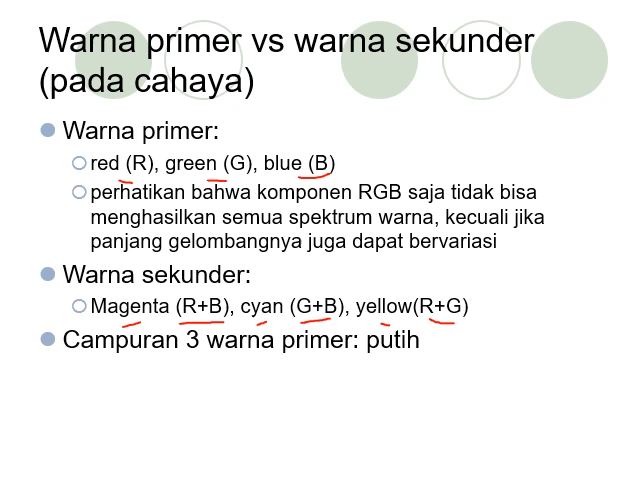 Warna primer vs warna sekunder
(pada cahaya)
Warna primer:
red (R), green (G), blue (B)
perhatikan bahwa komponen RGB saja tidak bisa
menghasilkan semua spektrum warna, kecuali jika
panjang gelombangnya juga dapat bervariasi
Warna sekunder:
Magenta (R+B), cyan (G+B), yellow(R+G)
Campuran 3 warna primer: putih